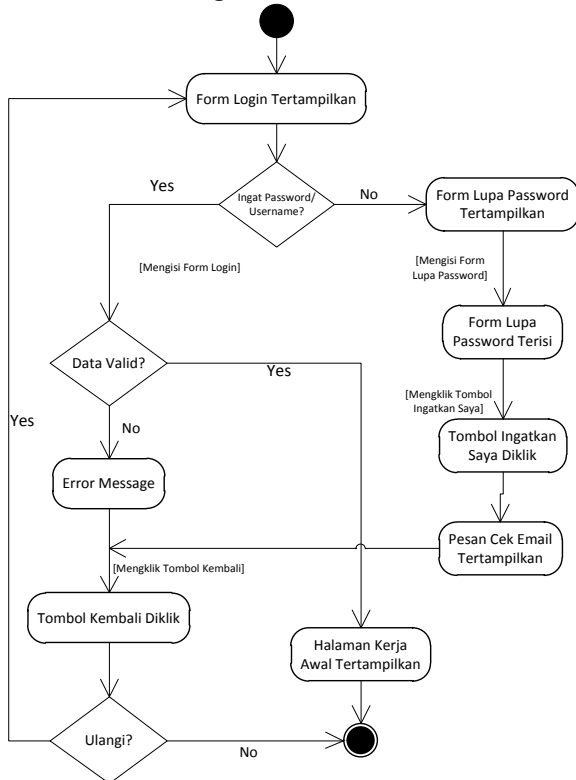 Form Login Tertampilkan
Yes
Ingat Password/
Username?
No
Form Lupa Password
Tertampilkan
[Mengisi Form Login]
[Mengisi Form
Lupa Password]
Form Lupa
Password Terisi
Data Valid?
Yes
[Mengklik Tombol
Ingatkan Saya]
Yes
No
Tombol Ingatkan
Saya Diklik
Error Message
Pesan Cek Email
Tertampilkan
[Mengklik Tombol Kembali]
Tombol Kembali Diklik
Halaman Kerja
Awal Tertampilkan
Ulangi?
No